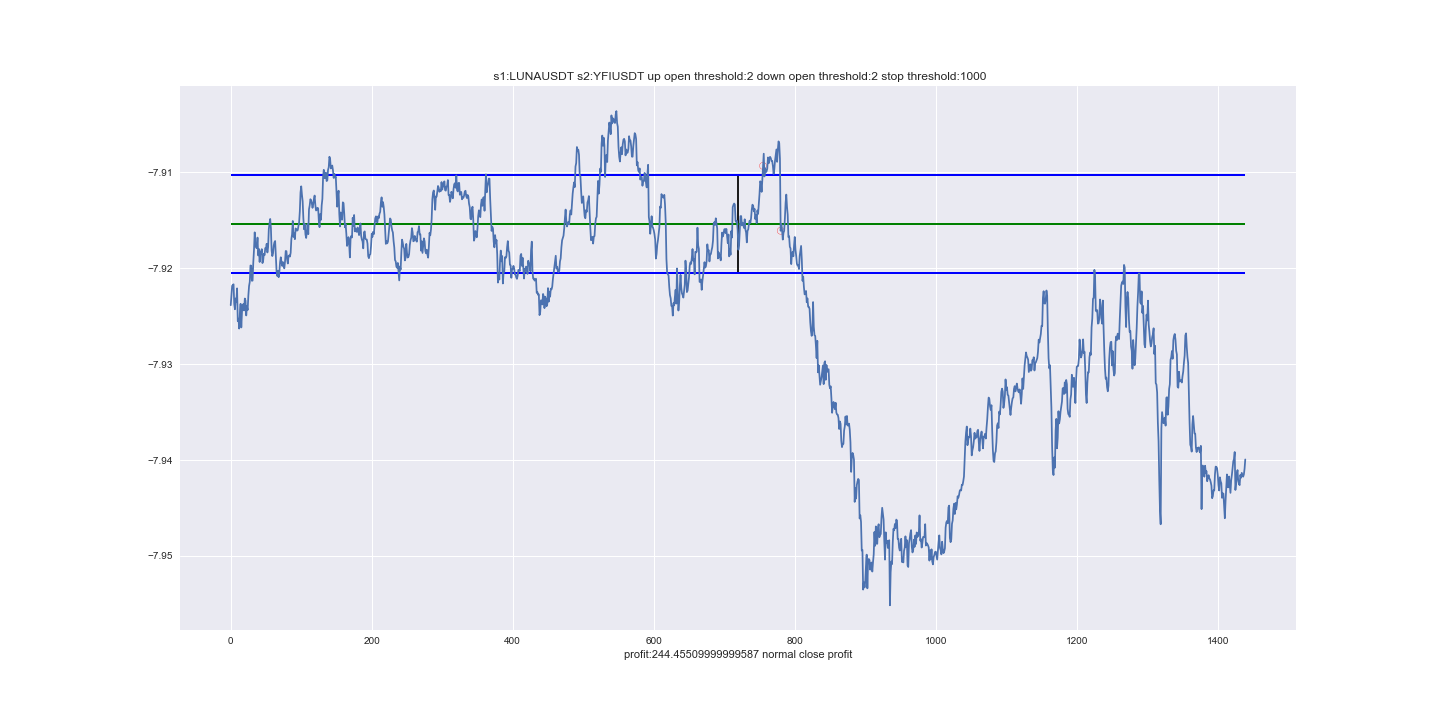 s1:LUNAUSDT s2:YFIUSDT up open threshold:2 down open threshold:2 stop threshold:1000
−7.91
−7.92
−7.93
−7.94
−7.95
0 200 400 600 800 1000 1200 1400
profit:244.45509999999587 normal close profit